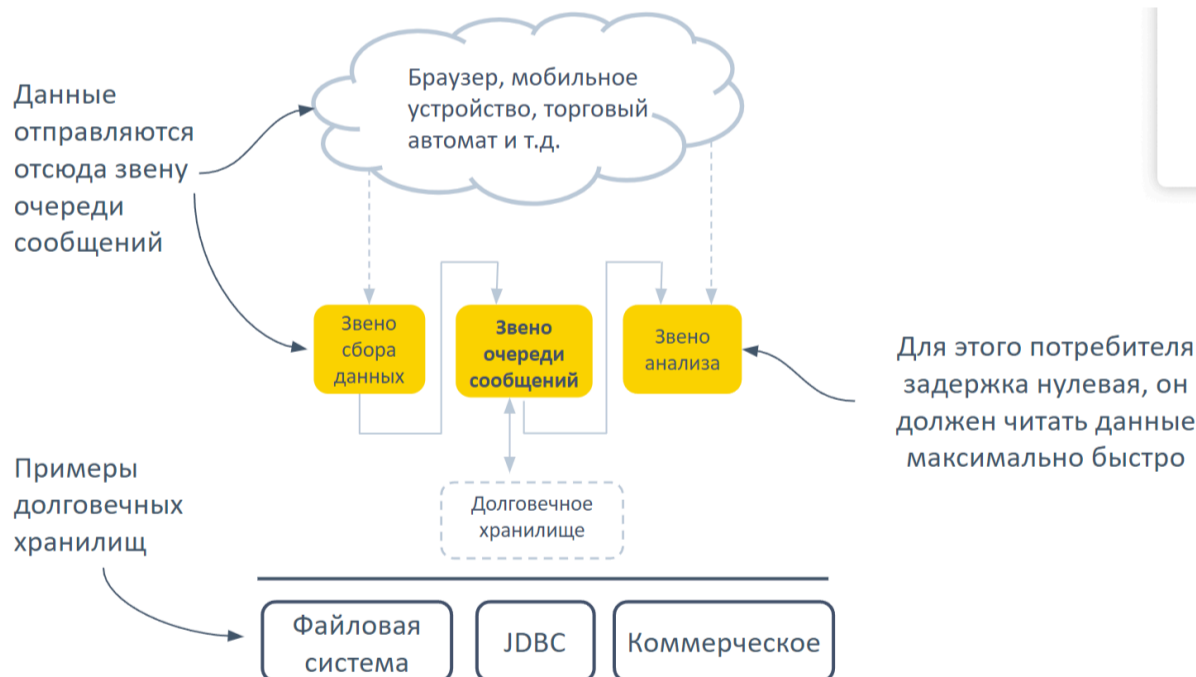 Браузер, мобильное
устройство, торговый
автомат и т.д.
Данные
отправляются
отсюда звену
очереди
сообщений
Звено
сбора
данных
Звено
очереди
сообщений
Звено
анализа
Для этого потребителя
задержка нулевая, он
должен читать данные
максимально быстро
Примеры
долговечных
хранилищ
Долговечное
хранилище
Файловая
система
JDBC
Коммерческое